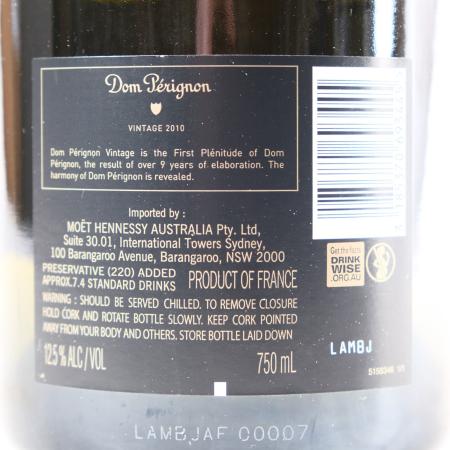 Dom Pérignon
VINTAGE 2010
Dom Pérignon Vintage is the First Plénitude of Dom
Pérignon, the result of over 9 years of elaboration. The
harmony of Dom Pérignon is revealed.
Imported by :
MOËT HENNESSY AUSTRALIA Pty. Ltd,
Suite 30.01, International Towers Sydney,
100 Barangaroo Avenue, Barangaroo, NSW 2000
PRESERVATIVE (220) ADDED
APPROX. 7.4 STANDARD DRINKS
PRODUCT OF FRANCE
WARNING : SHOULD BE SERVED CHILLED. TO REMOVE CLOSURE
HOLD CORK AND ROTATE BOTTLE SLOWLY. KEEP CORK POINTED
AWAY FROM YOUR BODY AND OTHERS. STORE BOTTLE LAID DOWN
12.5% ALC/VOL
750 mL
Get the facts
DRINK
WISE
.ORG.AU
LAMBJ
LAMBJAF 00007